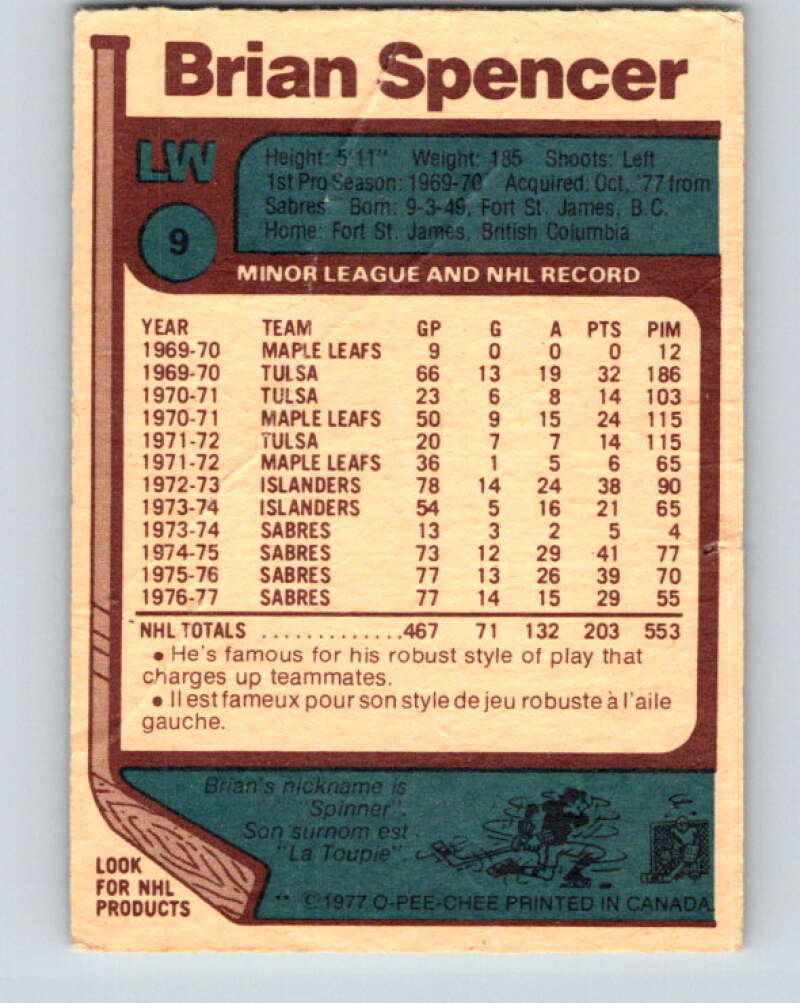 Brian Spencer
LW
9
Height: 5'11" Weight: 185 Shoots: Left
1st Pro Season: 1969-70 Acquired: Oct. '77 from
Sabres Born: 9-3-49, Fort St. James, B.C.
Home: Fort St. James, British Columbia
MINOR LEAGUE AND NHL RECORD
YEAR TEAM GP G A PTS PIM
1969-70 MAPLE LEAFS 9 0 0 0 12
1969-70 TULSA 66 13 19 32 186
1970-71 TULSA 23 6 8 14 103
1970-71 MAPLE LEAFS 50 9 15 24 115
1971-72 TULSA 20 7 7 14 115
1971-72 MAPLE LEAFS 36 1 5 6 65
1972-73 ISLANDERS 78 14 24 38 90
1973-74 ISLANDERS 54 5 16 21 65
1973-74 SABRES 13 3 2 5 4
1974-75 SABRES 73 12 29 41 77
1975-76 SABRES 77 13 26 39 70
1976-77 SABRES 77 14 15 29 55
NHL TOTALS .............467 71 132 203 553
• He's famous for his robust style of play that
charges up teammates.
• Il est fameux pour son style de jeu robuste à l'aile
gauche.
Brian's nickname is
"Spinner".
Son surnom est
"La Toupie".
LOOK
FOR NHL
PRODUCTS
** © 1977 O-PEE-CHEE PRINTED IN CANADA